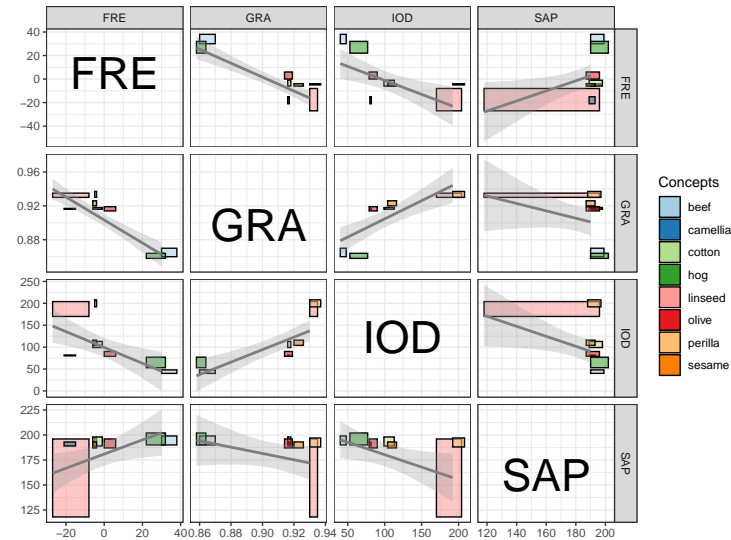 FRE GRA IOD SAP
40
20
0
−20
−40
FRE
FRE
0.96
0.92
0.88
GRA
GRA
Concepts
beef
camellia
cotton
hog
linseed
olive
perilla
sesame
250
200
150
100
50
0
IOD
IOD
225
200
175
150
125
SAP
SAP
−20 0 20 40 0.86 0.88 0.90 0.92 0.94 50 100 150 200 120 140 160 180 200